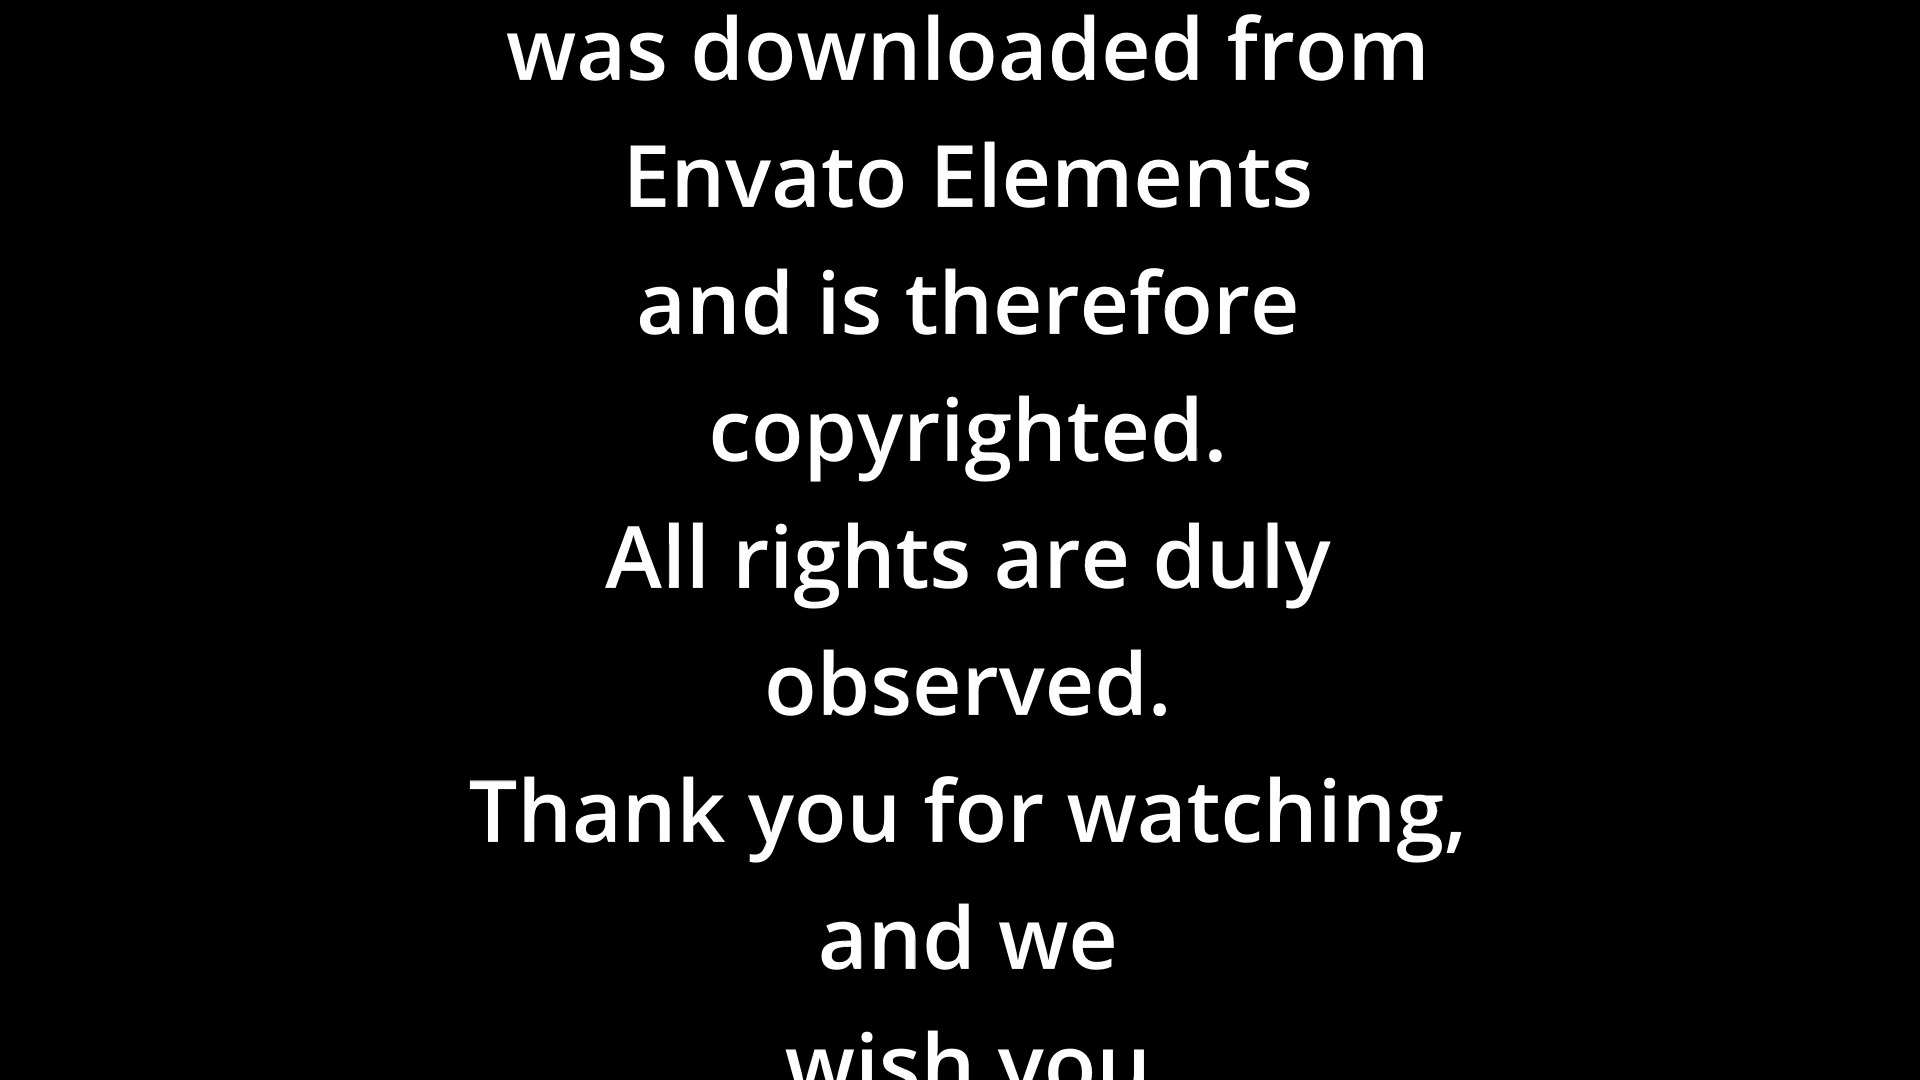 was downloaded from
Envato Elements
and is therefore
copyrighted.
All rights are duly
observed.
Thank you for watching,
and we
wish you